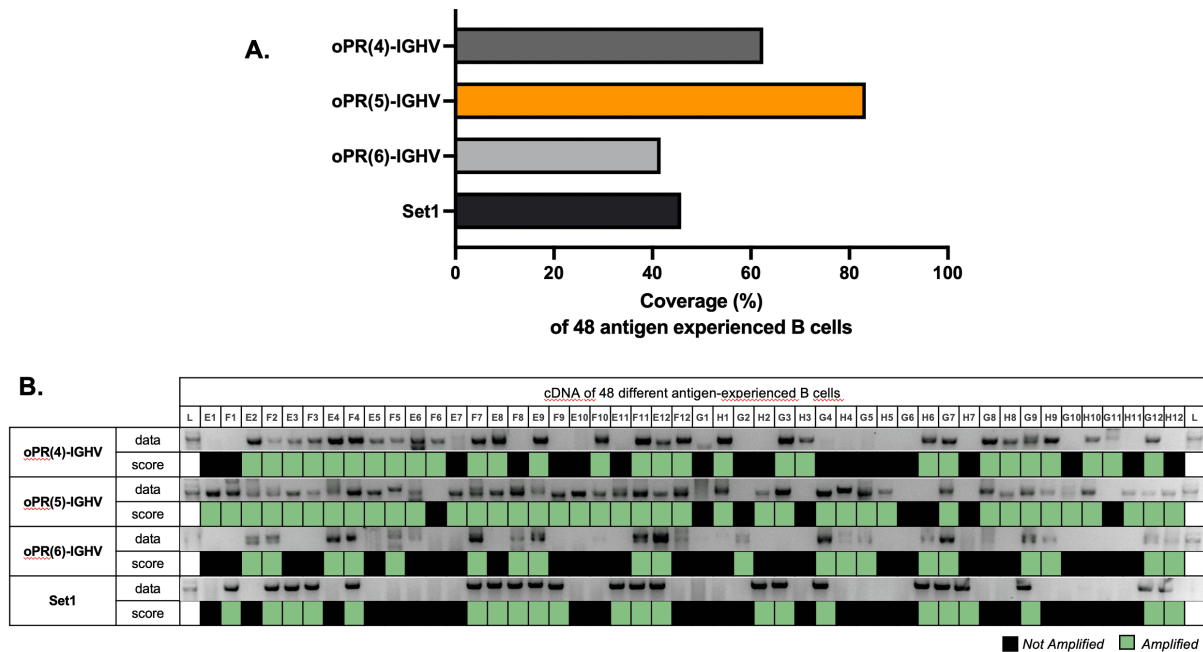 A.
oPR(4)-IGHV
oPR(5)-IGHV
oPR(6)-IGHV
Set1
0 20 40 60 80 100
Coverage (%)
of 48 antigen experienced B cells
B.
cDNA of 48 different antigen-experienced B cells
L E1 F1 E2 F2 E3 F3 E4 F4 E5 F5 E6 F6 E7 F7 E8 F8 E9 F9 E10 F10 E11 F11 E12 F12 G1 H1 G2 H2 G3 H3 G4 H4 G5 H5 G6 H6 G7 H7 G8 H8 G9 H9 G10 H10 G11 H11 G12 H12 L
oPR(4)-IGHV data
score
oPR(5)-IGHV data
score
oPR(6)-IGHV data
score
Set1 data
score
Not Amplified Amplified